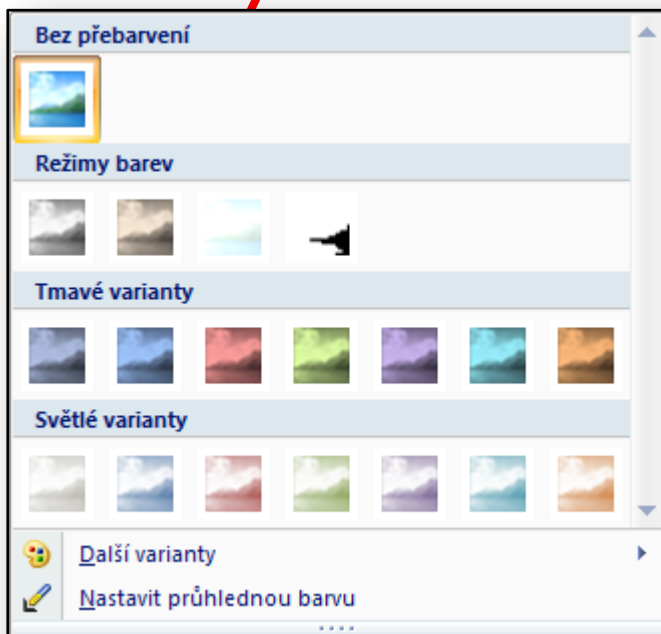 Bez přebarvení
Režimy barev
Tmavé varianty
Světlé varianty
Další varianty
Nastavit průhlednou barvu